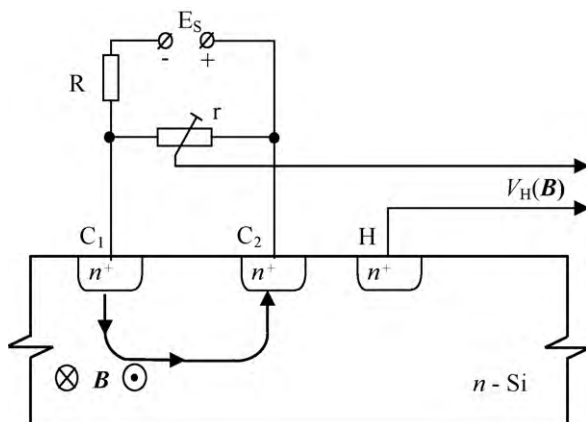 E_S
- +
R
r
V_H(B)
C_1 C_2 H
n^+ n^+ n^+
B
n - Si